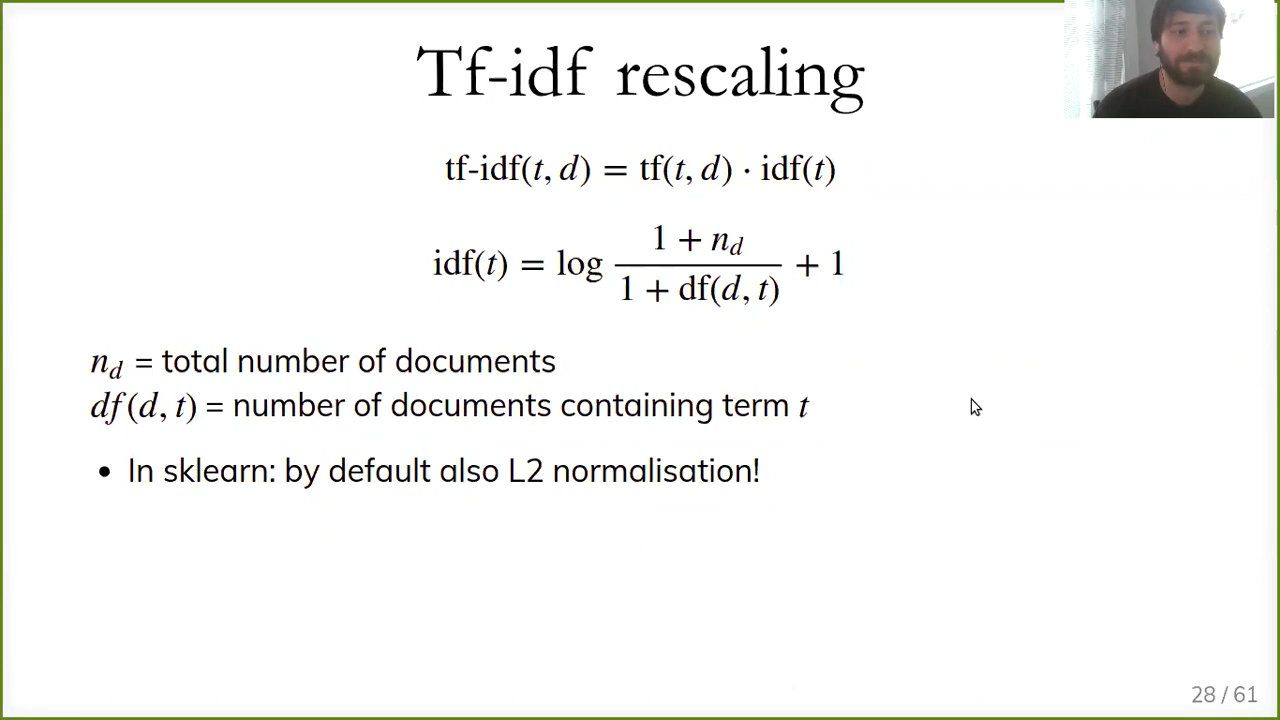 Tf-idf rescaling
tf-idf(t, d) = tf(t, d) · idf(t)
idf(t) = log \frac{1 + n_d}{1 + df(d, t)} + 1
n_d = total number of documents
df(d, t) = number of documents containing term t
• In sklearn: by default also L2 normalisation!
28 / 61